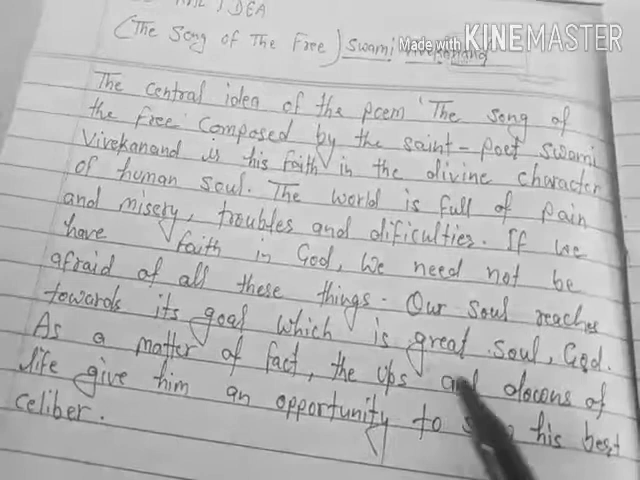 IDEA
(The Song of The Free) Swami
Made with KINEMASTER
The central idea of the poem 'The song of
the free' composed by the saint-poet swami
Vivekanand is his faith in the divine character
of human soul. The world is full of pain
and misery, troubles and dificulties. If we
have faith in God, we need not be
afraid of all these things. Our soul reaches
towards its goal which is great soul, God.
As a matter of fact, the ups and downs of
life give him an opportunity to his best
celiber.